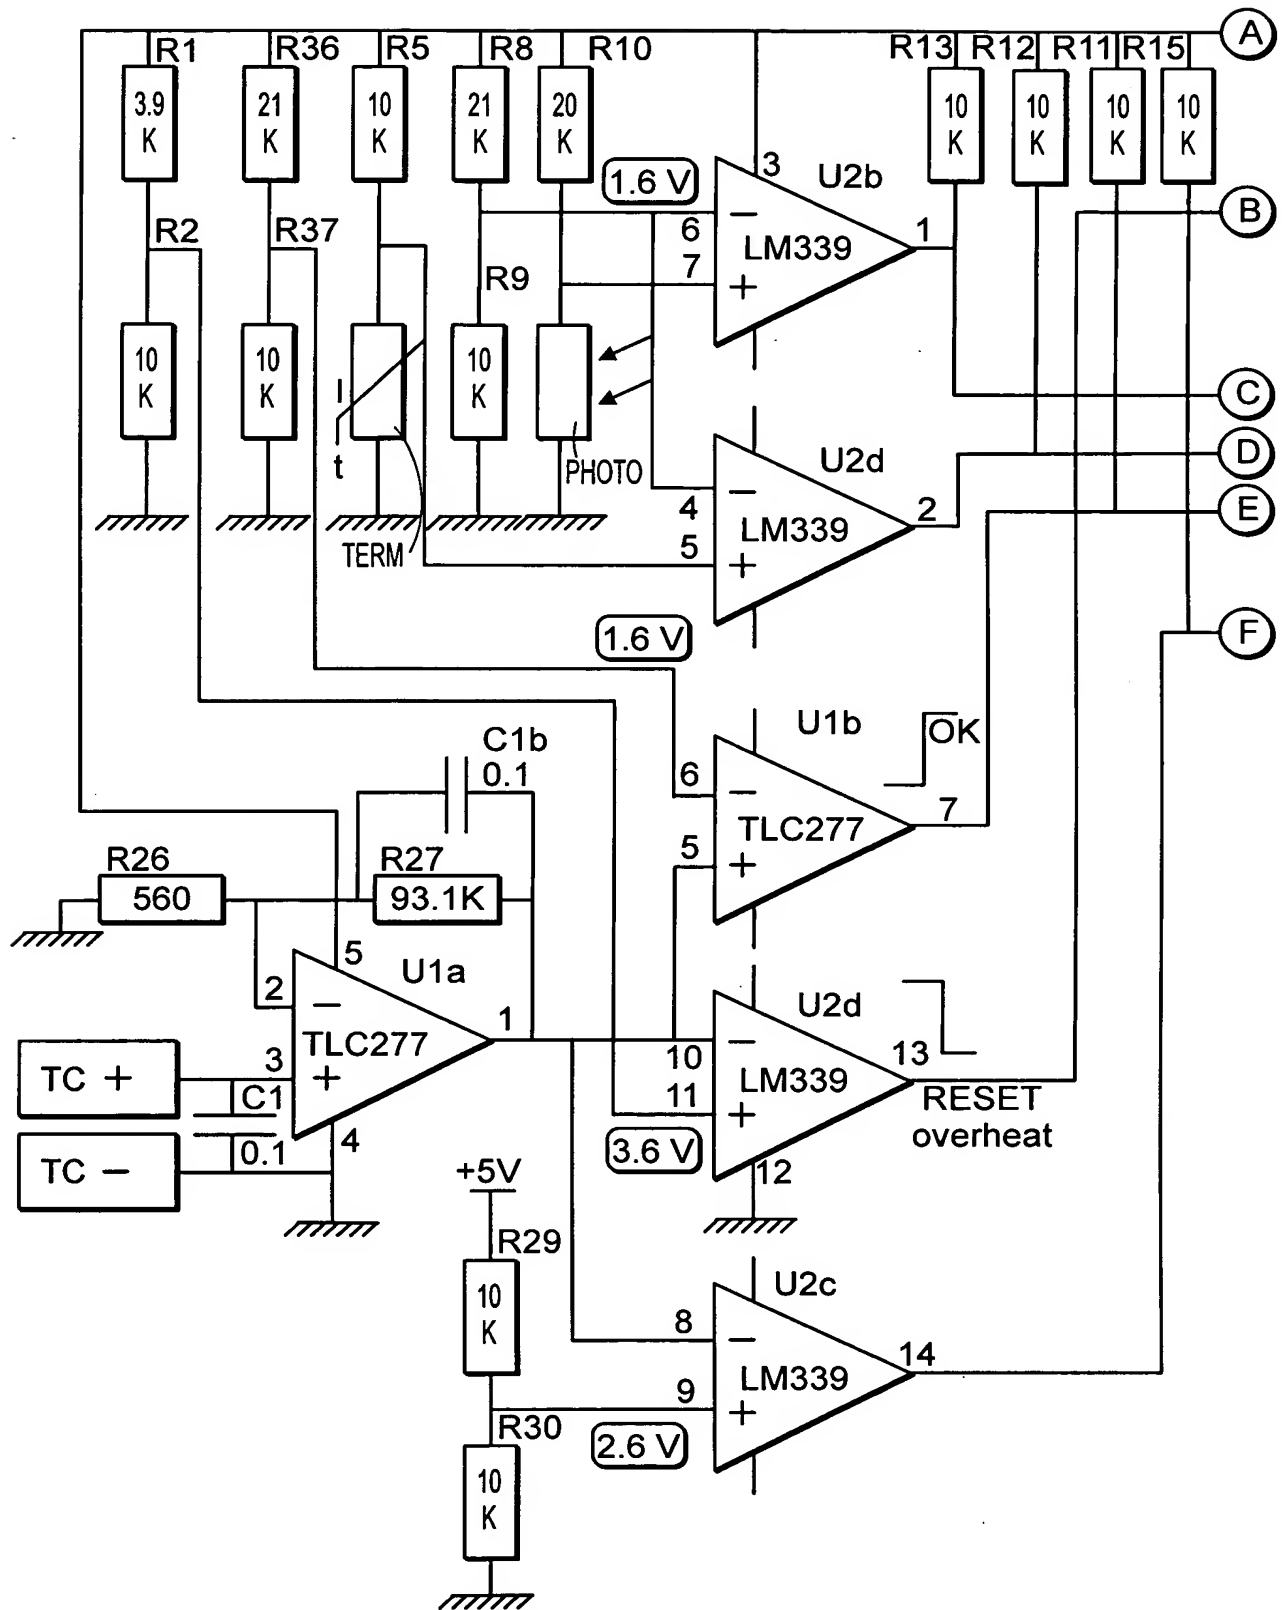 A
R1
R36
R5
R8
R10
R13
R12
R11
R15
3.9 K
21 K
10 K
21 K
20 K
10 K
10 K
10 K
10 K
1.6 V
3
U2b
−
6
LM339
1
7
+
B
R2
R37
R9
10 K
10 K
l
t
10 K
PHOTO
TERM
C
U2d
−
4
LM339
2
5
+
D
E
F
1.6 V
U1b
OK
6
−
TLC277
7
5
+
C1b
0.1
R26
560
R27
93.1K
5
U1a
2
−
TLC277
1
3
+
4
TC +
C1
0.1
TC −
U2d
−
10
LM339
13
11
+
RESET
overheat
3.6 V
12
+5V
R29
10 K
U2c
8
−
LM339
14
9
+
R30
2.6 V
10 K